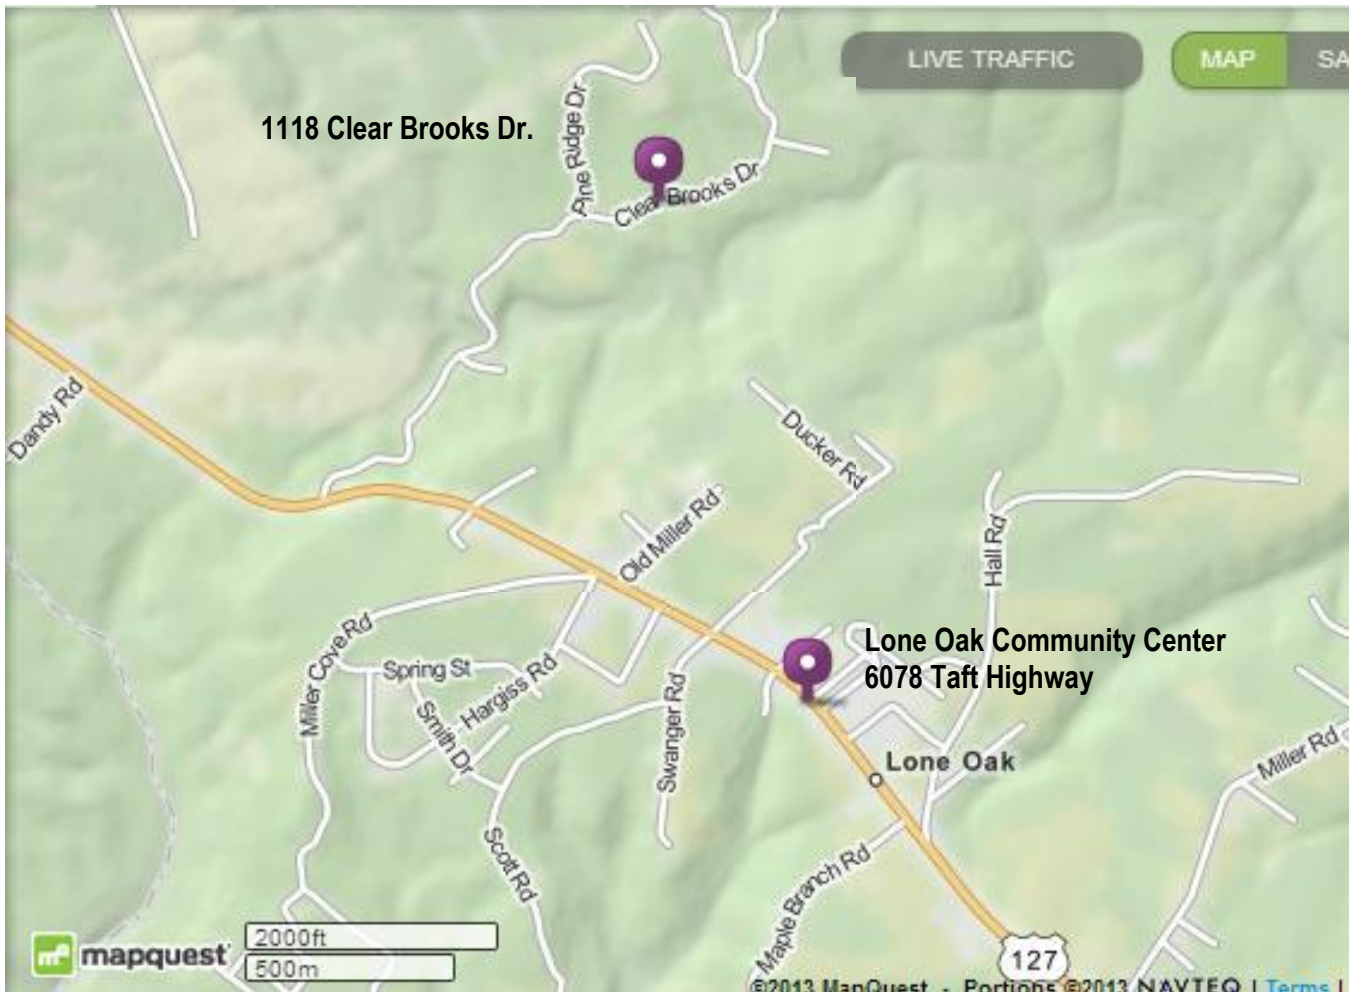 LIVE TRAFFIC
MAP
SA
1118 Clear Brooks Dr.
Pine Ridge Dr
Clear Brooks Dr
Dandy Rd
Ducker Rd
Old Miller Rd
Hall Rd
Miller Cove Rd
Spring St
Hargiss Rd
Smith Dr
Swanger Rd
Lone Oak Community Center
6078 Taft Highway
Lone Oak
Miller Rd
Scott Rd
Maple Branch Rd
127
mapquest
2000ft
500m
©2013 MapQuest - Portions ©2013 NAVTEQ | Terms |